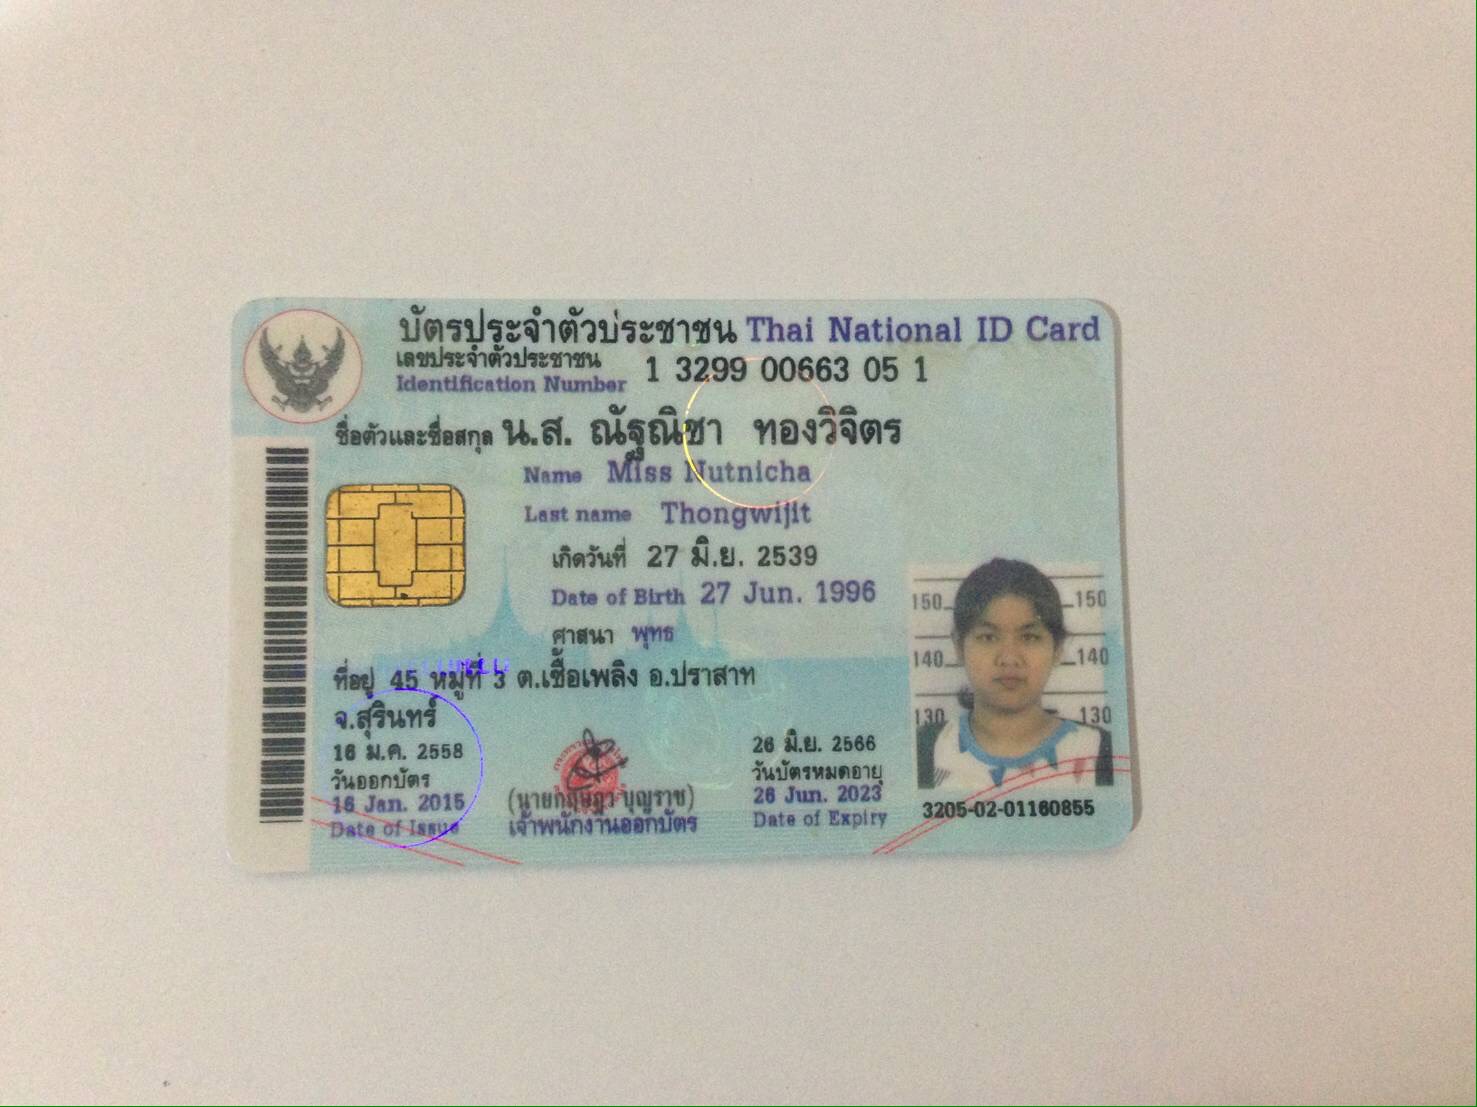 บัตรประจำตัวประชาชน Thai National ID Card
เลขประจำตัวประชาชน
Identification Number 1 3299 00663 05 1
ชื่อตัวและชื่อสกุล น.ส. ณัฐณิชา ทองวิจิตร
Name Miss Nutnicha
Last name Thongwijit
เกิดวันที่ 27 มิ.ย. 2539
Date of Birth 27 Jun. 1996
ศาสนา พุทธ
ที่อยู่ 45 หมู่ที่ 3 ต.เชื้อเพลิง อ.ปราสาท
จ.สุรินทร์
16 ม.ค. 2558
วันออกบัตร
16 Jan. 2015
Date of Issue
(นายกฤษฎา บุญราช)
เจ้าพนักงานออกบัตร
26 มิ.ย. 2566
วันบัตรหมดอายุ
26 Jun. 2023
Date of Expiry
150 150
140 140
130 130
3205-02-01160855